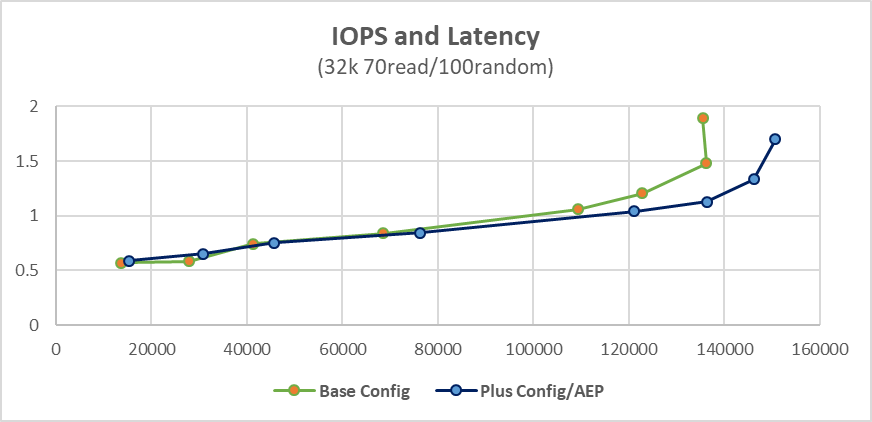 IOPS and Latency
(32k 70read/100random)
2
1.5
1
0.5
0
0 20000 40000 60000 80000 100000 120000 140000 160000
Base Config Plus Config/AEP